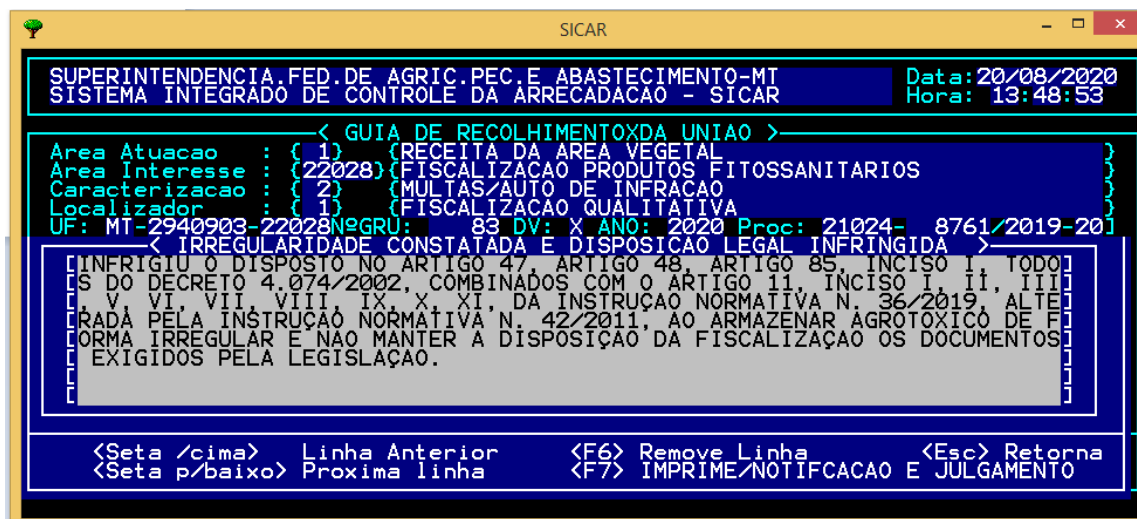 SICAR
SUPERINTENDENCIA.FED.DE AGRIC.PEC.E ABASTECIMENTO-MT Data:20/08/2020
SISTEMA INTEGRADO DE CONTROLE DA ARRECADACAO - SICAR Hora: 13:48:53
< GUIA DE RECOLHIMENTOXDA UNIAO >
Area Atuacao : { 1} {RECEITA DA AREA VEGETAL }
Area Interesse : {22028}{FISCALIZACAO PRODUTOS FITOSSANITARIOS }
Caracterizacao : { 2} {MULTAS/AUTO DE INFRACAO }
Localizador : { 1} {FISCALIZACAO QUALITATIVA }
UF: MT-2940903-22028NºGRU: 83 DV: X ANO: 2020 Proc: 21024- 8761/2019-20]
< IRREGULARIDADE CONSTATADA E DISPOSICAO LEGAL INFRINGIDA >
[INFRIGIU O DISPOSTO NO ARTIGO 47, ARTIGO 48, ARTIGO 85, INCISO I, TODO]
[S DO DECRETO 4.074/2002, COMBINADOS COM O ARTIGO 11, INCISO I, II, III]
[, V, VI, VII, VIII, IX, X, XI, DA INSTRUÇAO NORMATIVA N. 36/2019, ALTE]
[RADA PELA INSTRUÇAO NORMATIVA N. 42/2011, AO ARMAZENAR AGROTOXICO DE F]
[ORMA IRREGULAR E NAO MANTER A DISPOSIÇAO DA FISCALIZAÇAO OS DOCUMENTOS]
[ EXIGIDOS PELA LEGISLAÇAO. ]
[ ]
[ ]
<Seta /cima> Linha Anterior <F6> Remove Linha <Esc> Retorna
<Seta p/baixo> Proxima linha <F7> IMPRIME/NOTIFCACAO E JULGAMENTO